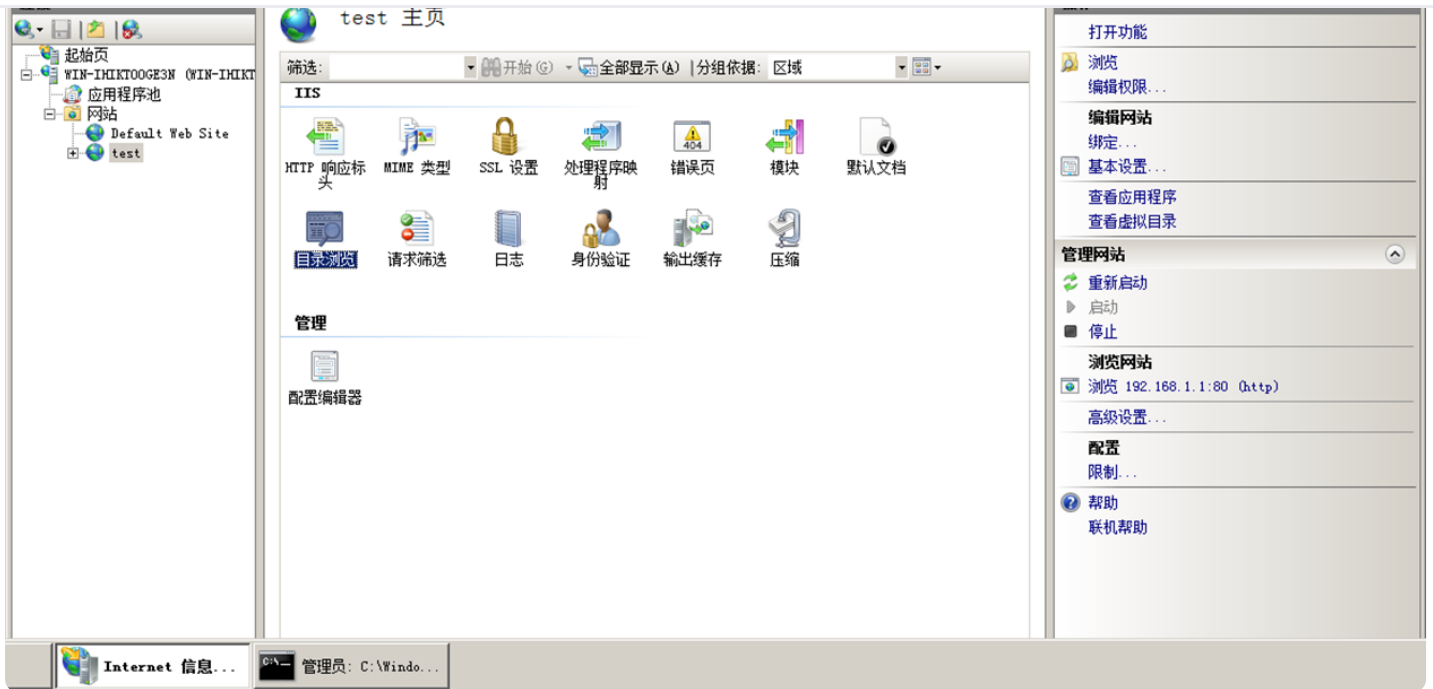 起始页
WIN-IHIKTOOGE3N (WIN-IHIKT
应用程序池
网站
Default Web Site
test
test 主页
筛选:
开始(G)
全部显示(A)
分组依据:
区域
IIS
HTTP 响应标
头
MIME 类型
SSL 设置
处理程序映
射
404
错误页
模块
默认文档
目录浏览
请求筛选
日志
身份验证
输出缓存
压缩
管理
配置编辑器
打开功能
浏览
编辑权限...
编辑网站
绑定...
基本设置...
查看应用程序
查看虚拟目录
管理网站
重新启动
启动
停止
浏览网站
浏览 192.168.1.1:80 (http)
高级设置...
配置
限制...
帮助
联机帮助
Internet 信息...
管理员: C:\Windo...